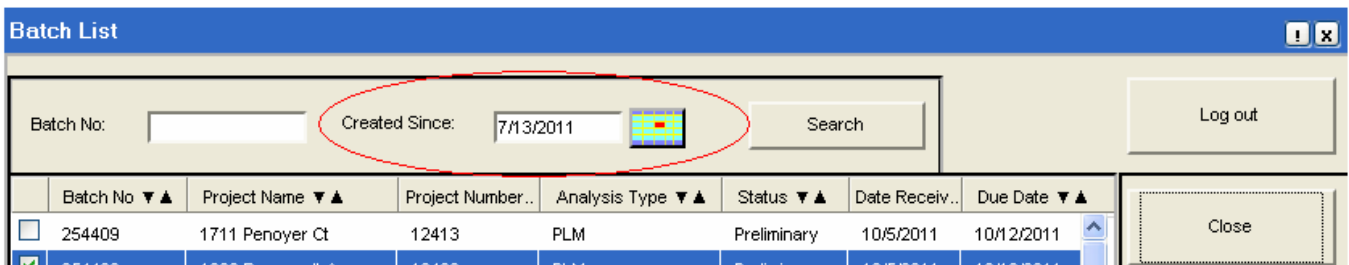 Batch List
Batch No:
Created Since:
7/13/2011
Search
Log out
Batch No ▼▲ Project Name ▼▲ Project Number.. Analysis Type ▼▲ Status ▼▲ Date Receiv.. Due Date ▼▲
254409 1711 Penoyer Ct 12413 PLM Preliminary 10/5/2011 10/12/2011
Close